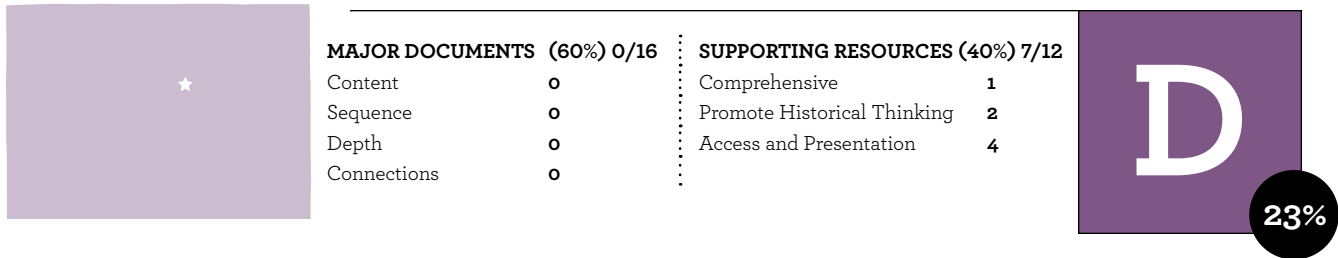 MAJOR DOCUMENTS (60%) 0/16
Content 0
Sequence 0
Depth 0
Connections 0
SUPPORTING RESOURCES (40%) 7/12
Comprehensive 1
Promote Historical Thinking 2
Access and Presentation 4
D
23%